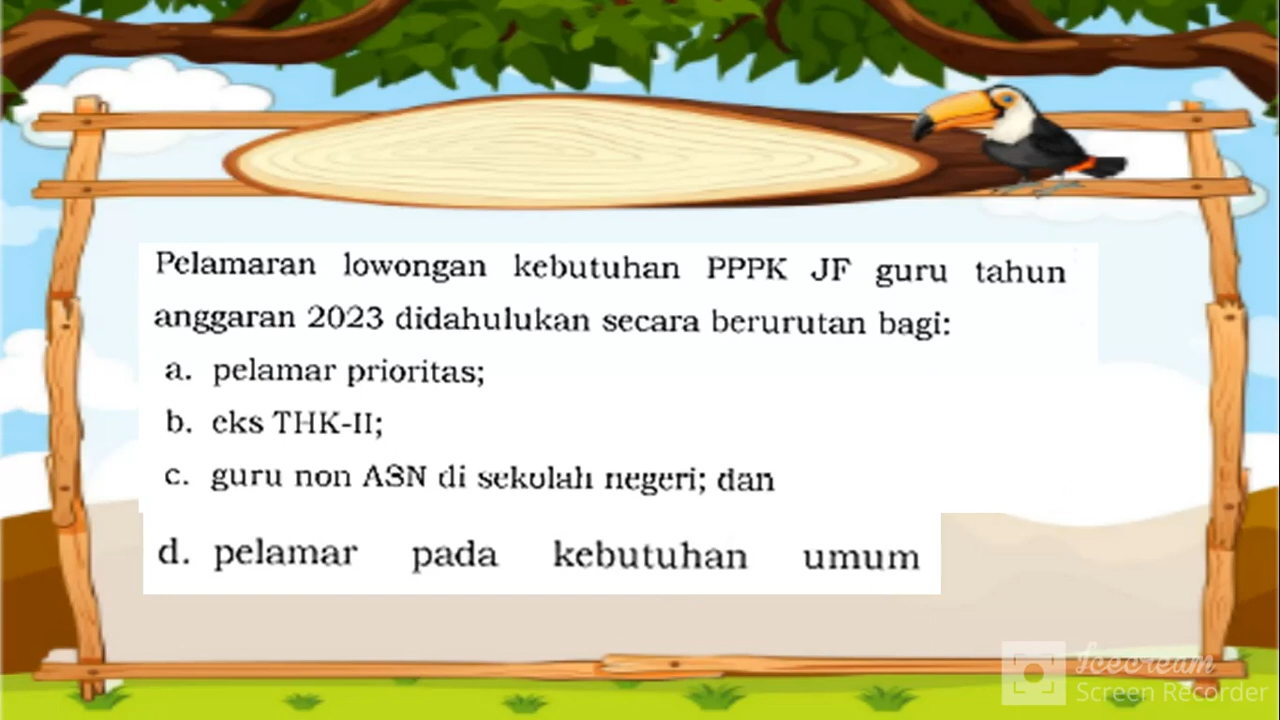 Pelamaran lowongan kebutuhan PPPK JF guru tahun
anggaran 2023 didahulukan secara berurutan bagi:
a. pelamar prioritas;
b. eks THK-II;
c. guru non ASN di sekolah negeri; dan
d. pelamar pada kebutuhan umum
Icecream
Screen Recorder